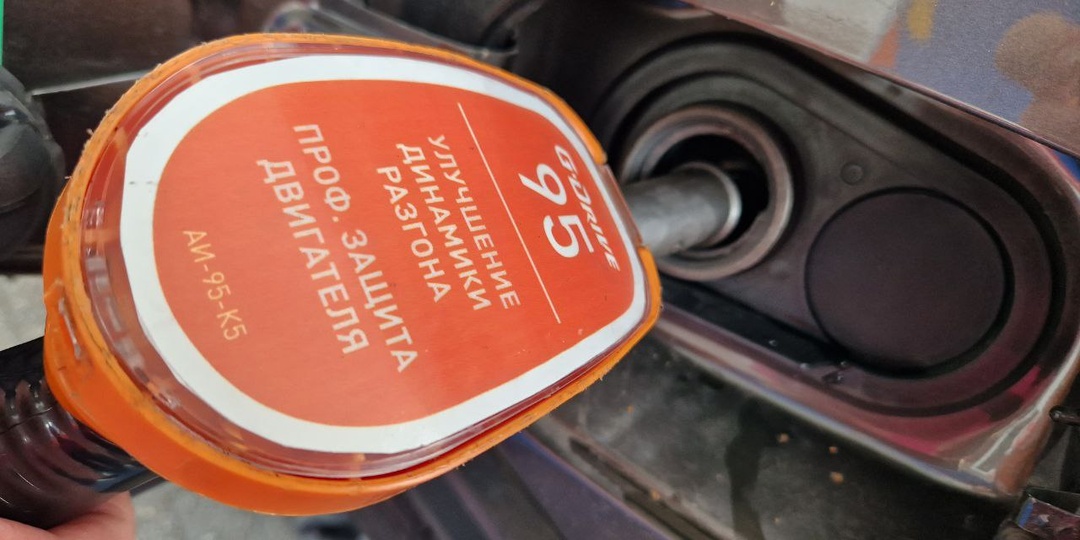 G-DRIVE
95
УЛУЧШЕНИЕ
ДИНАМИКИ
РАЗГОНА
ПРОФ. ЗАЩИТА
ДВИГАТЕЛЯ
АИ-95-К5